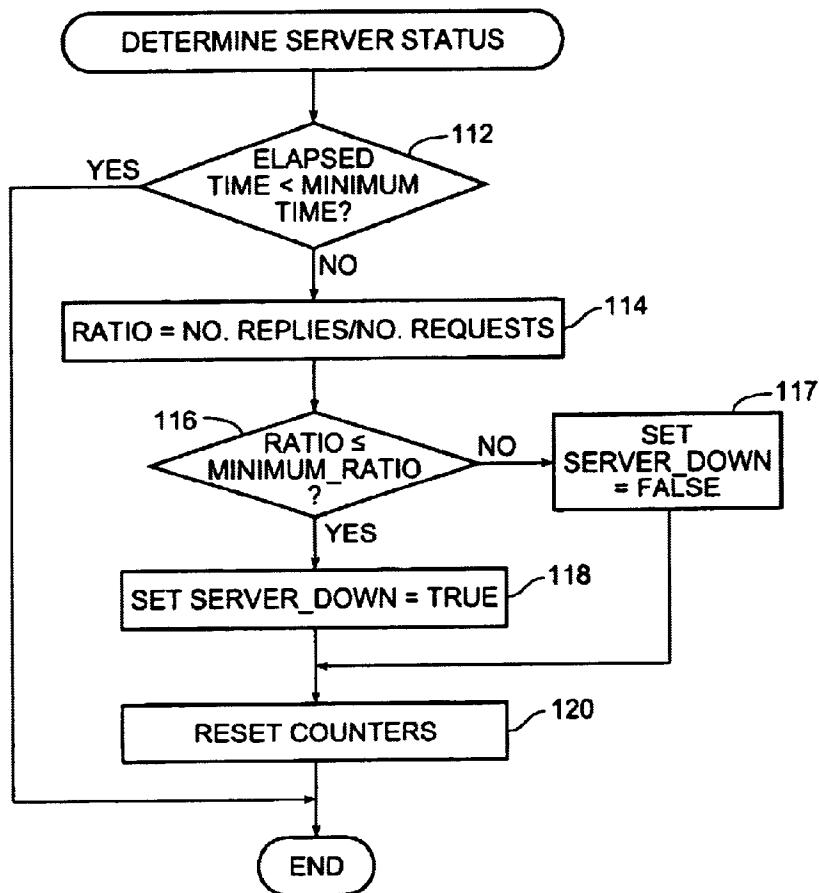 DETERMINE SERVER STATUS
112
YES
ELAPSED
TIME < MINIMUM
TIME?
NO
114
RATIO = NO. REPLIES/NO. REQUESTS
116
RATIO ≤
MINIMUM_RATIO
?
NO
117
SET
SERVER_DOWN
= FALSE
YES
118
SET SERVER_DOWN = TRUE
120
RESET COUNTERS
END